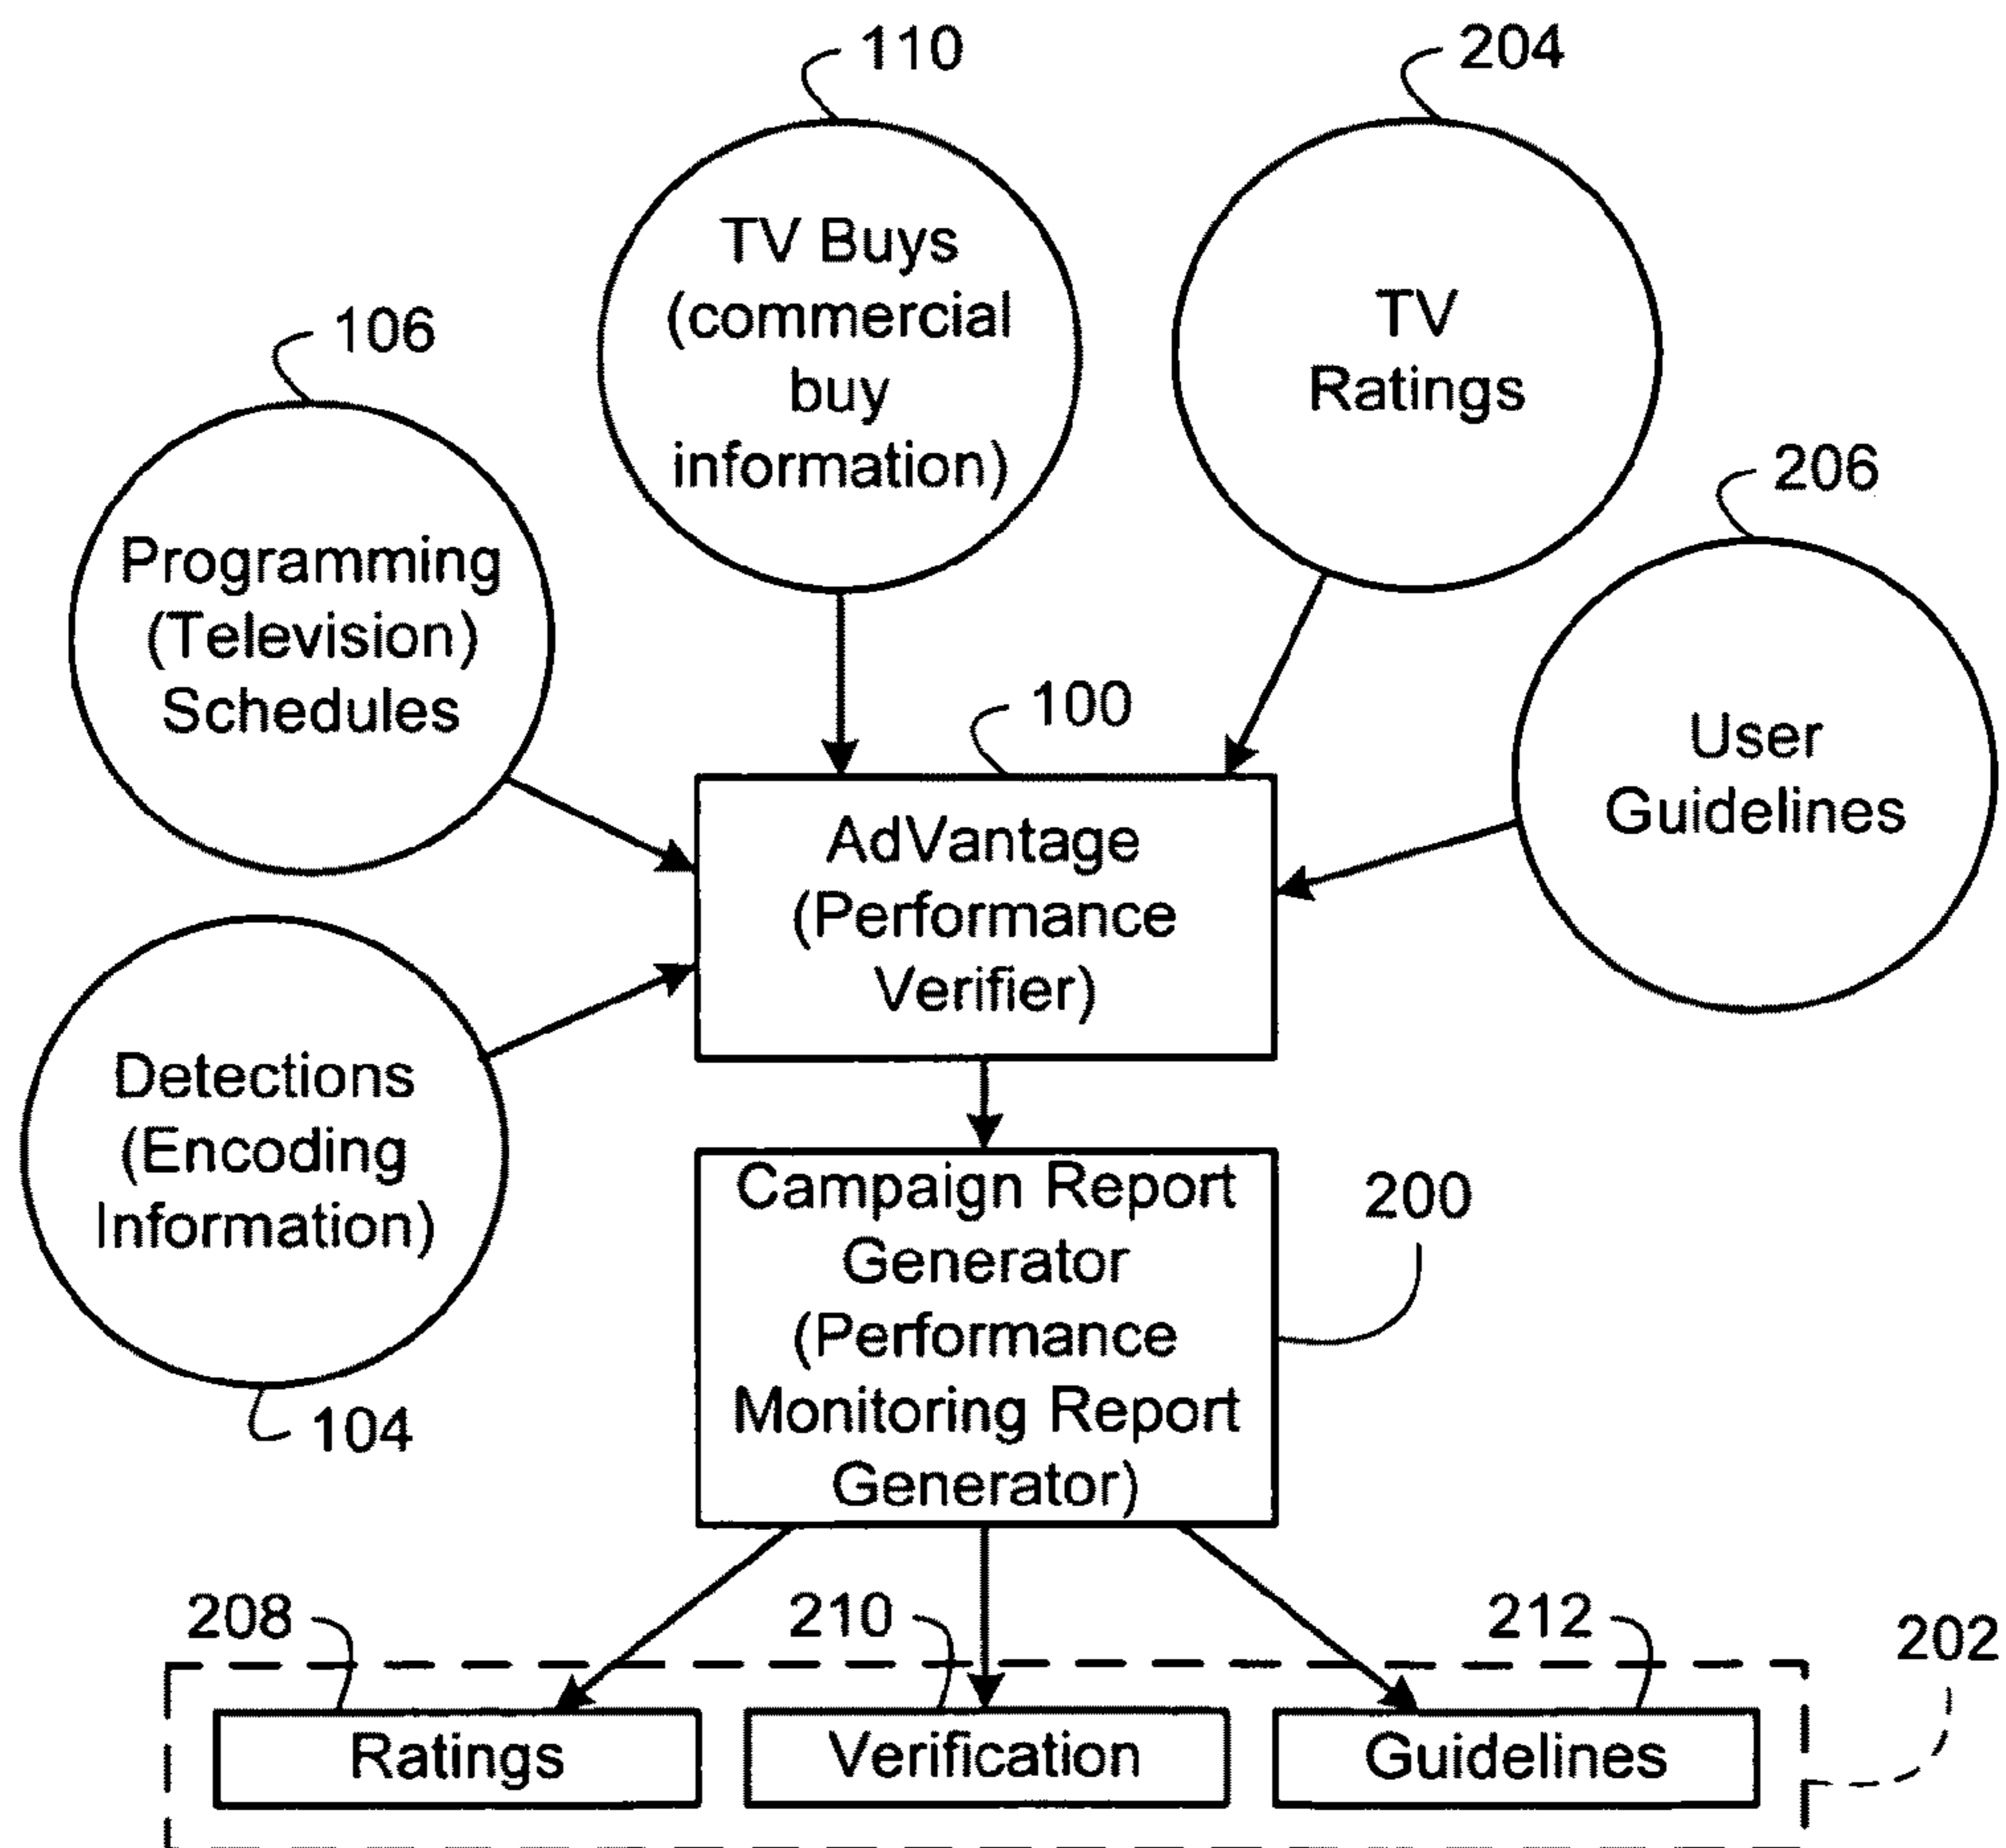 110
204
TV Buys
(commercial
buy
information)
TV
Ratings
106
206
Programming
(Television)
Schedules
100
User
Guidelines
AdVantage
(Performance
Verifier)
Detections
(Encoding
Information)
104
Campaign Report
Generator
(Performance
Monitoring Report
Generator)
200
208
210
212
202
Ratings
Verification
Guidelines